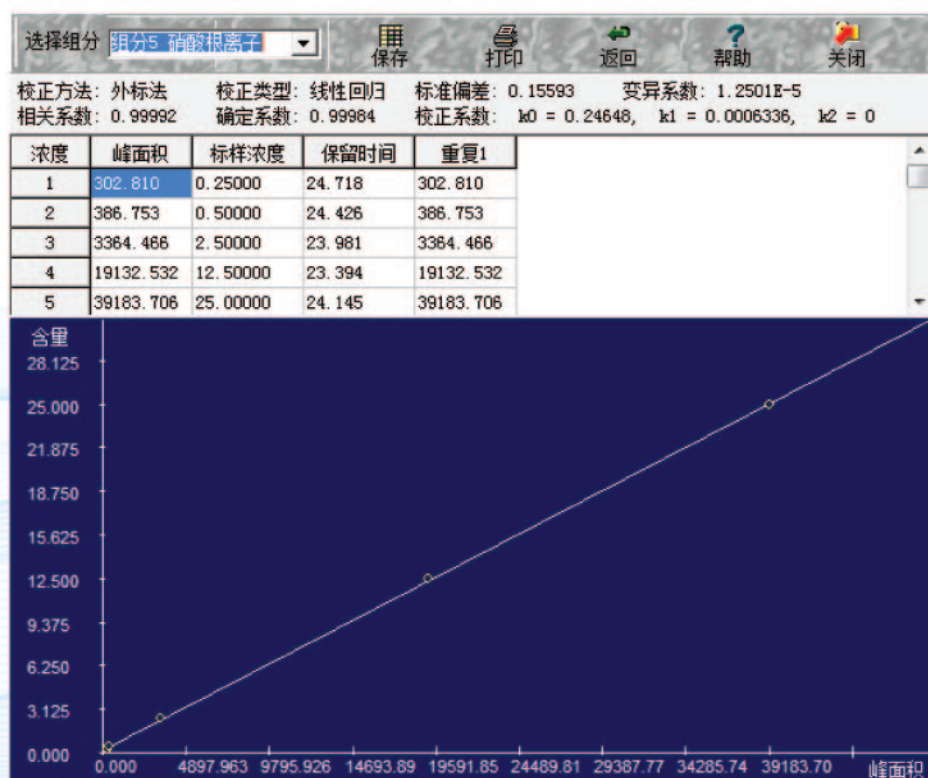 选择组分 组分5 硝酸根离子 保存 打印 返回 帮助 关闭
校正方法: 外标法 校正类型: 线性回归 标准偏差: 0.15593 变异系数: 1.2501E-5
相关系数: 0.99992 确定系数: 0.99984 校正系数: k0 = 0.24648, k1 = 0.0006336, k2 = 0
浓度 峰面积 标样浓度 保留时间 重复1
1 302.810 0.25000 24.718 302.810
2 386.753 0.50000 24.426 386.753
3 3364.466 2.50000 23.981 3364.466
4 19132.532 12.50000 23.394 19132.532
5 39183.706 25.00000 24.145 39183.706
含量
28.125
25.000
21.875
18.750
15.625
12.500
9.375
6.250
3.125
0.000
0.000 4897.963 9795.926 14693.89 19591.85 24489.81 29387.77 34285.74 39183.70 峰面积